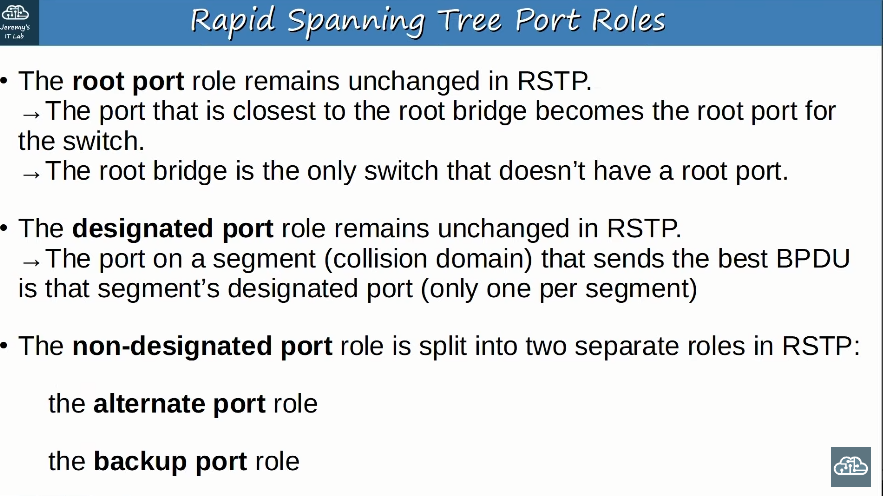 Jeremy's
IT Lab
Rapid Spanning Tree Port Roles
• The root port role remains unchanged in RSTP.
→The port that is closest to the root bridge becomes the root port for
the switch.
→The root bridge is the only switch that doesn't have a root port.
• The designated port role remains unchanged in RSTP.
→The port on a segment (collision domain) that sends the best BPDU
is that segment's designated port (only one per segment)
• The non-designated port role is split into two separate roles in RSTP:
the alternate port role
the backup port role